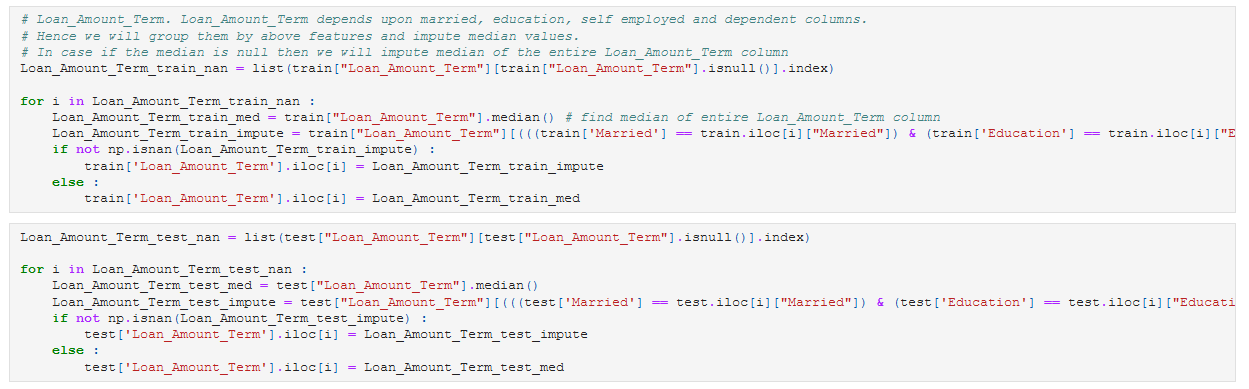 # Loan_Amount_Term. Loan_Amount_Term depends upon married, education, self employed and dependent columns.
# Hence we will group them by above features and impute median values.
# In case if the median is null then we will impute median of the entire Loan_Amount_Term column
Loan_Amount_Term_train_nan = list(train["Loan_Amount_Term"][train["Loan_Amount_Term"].isnull()].index)
for i in Loan_Amount_Term_train_nan :
    Loan_Amount_Term_train_med = train["Loan_Amount_Term"].median() # find median of entire Loan_Amount_Term column
    Loan_Amount_Term_train_impute = train["Loan_Amount_Term"][(((train['Married'] == train.iloc[i]["Married"]) & (train['Education'] == train.iloc[i]["E
    if not np.isnan(Loan_Amount_Term_train_impute) :
        train['Loan_Amount_Term'].iloc[i] = Loan_Amount_Term_train_impute
    else :
        train['Loan_Amount_Term'].iloc[i] = Loan_Amount_Term_train_med
Loan_Amount_Term_test_nan = list(test["Loan_Amount_Term"][test["Loan_Amount_Term"].isnull()].index)
for i in Loan_Amount_Term_test_nan :
    Loan_Amount_Term_test_med = test["Loan_Amount_Term"].median()
    Loan_Amount_Term_test_impute = test["Loan_Amount_Term"][(((test['Married'] == test.iloc[i]["Married"]) & (test['Education'] == test.iloc[i]["Educati
    if not np.isnan(Loan_Amount_Term_test_impute) :
        test['Loan_Amount_Term'].iloc[i] = Loan_Amount_Term_test_impute
    else :
        test['Loan_Amount_Term'].iloc[i] = Loan_Amount_Term_test_med